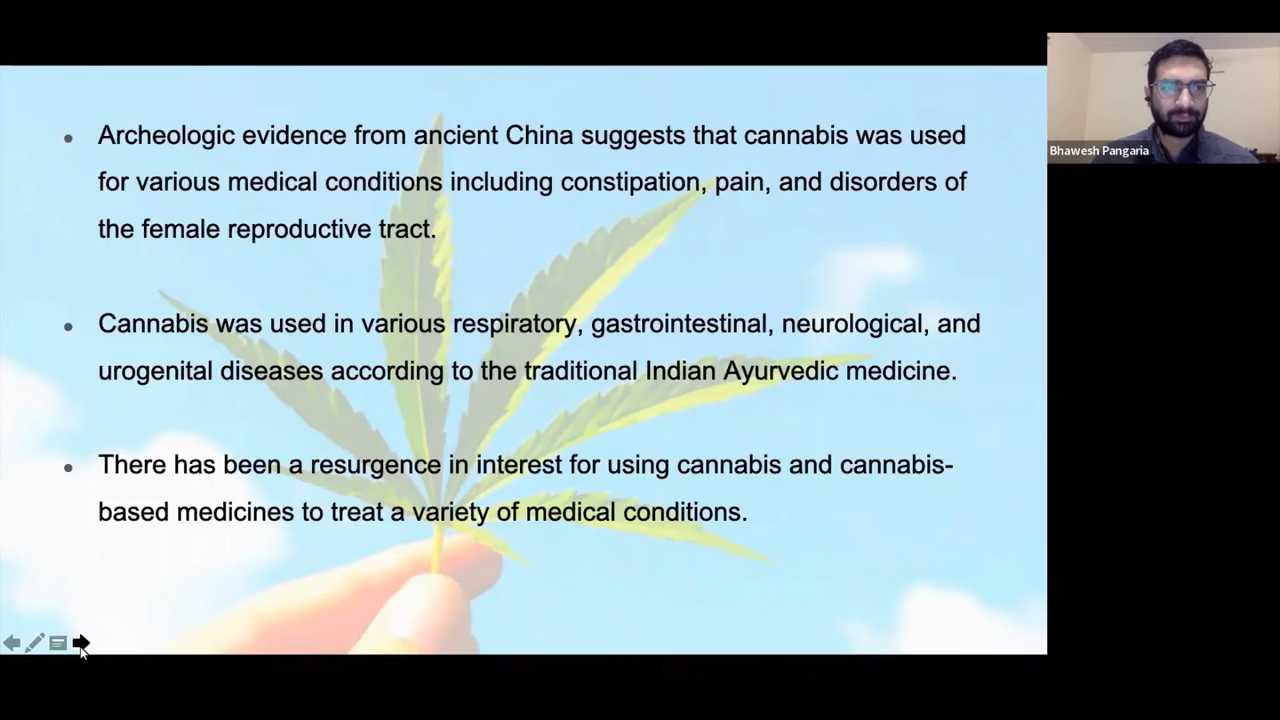 Archeologic evidence from ancient China suggests that cannabis was used
for various medical conditions including constipation, pain, and disorders of
the female reproductive tract.
Cannabis was used in various respiratory, gastrointestinal, neurological, and
urogenital diseases according to the traditional Indian Ayurvedic medicine.
There has been a resurgence in interest for using cannabis and cannabis-
based medicines to treat a variety of medical conditions.
Bhawesh Pangaria